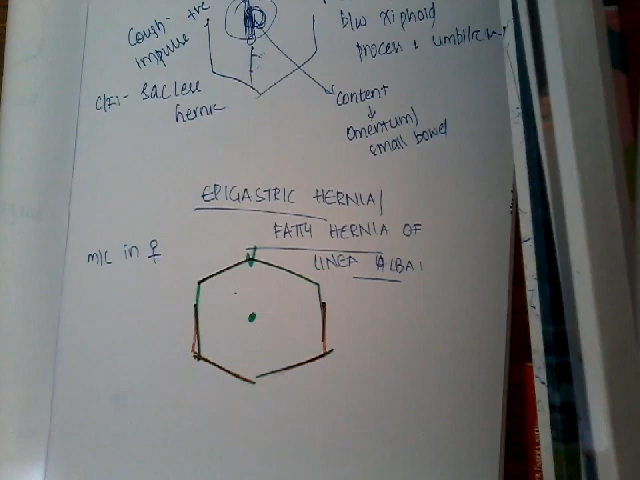 Cough-
impulse +ve
b/w xiphoid
process & umbilicus
C/F:- Sacless
hernia
Content
omentum/
small bowel
EPIGASTRIC HERNIA/
FATTY HERNIA OF
LINEA ALBA:
m/c in ♀